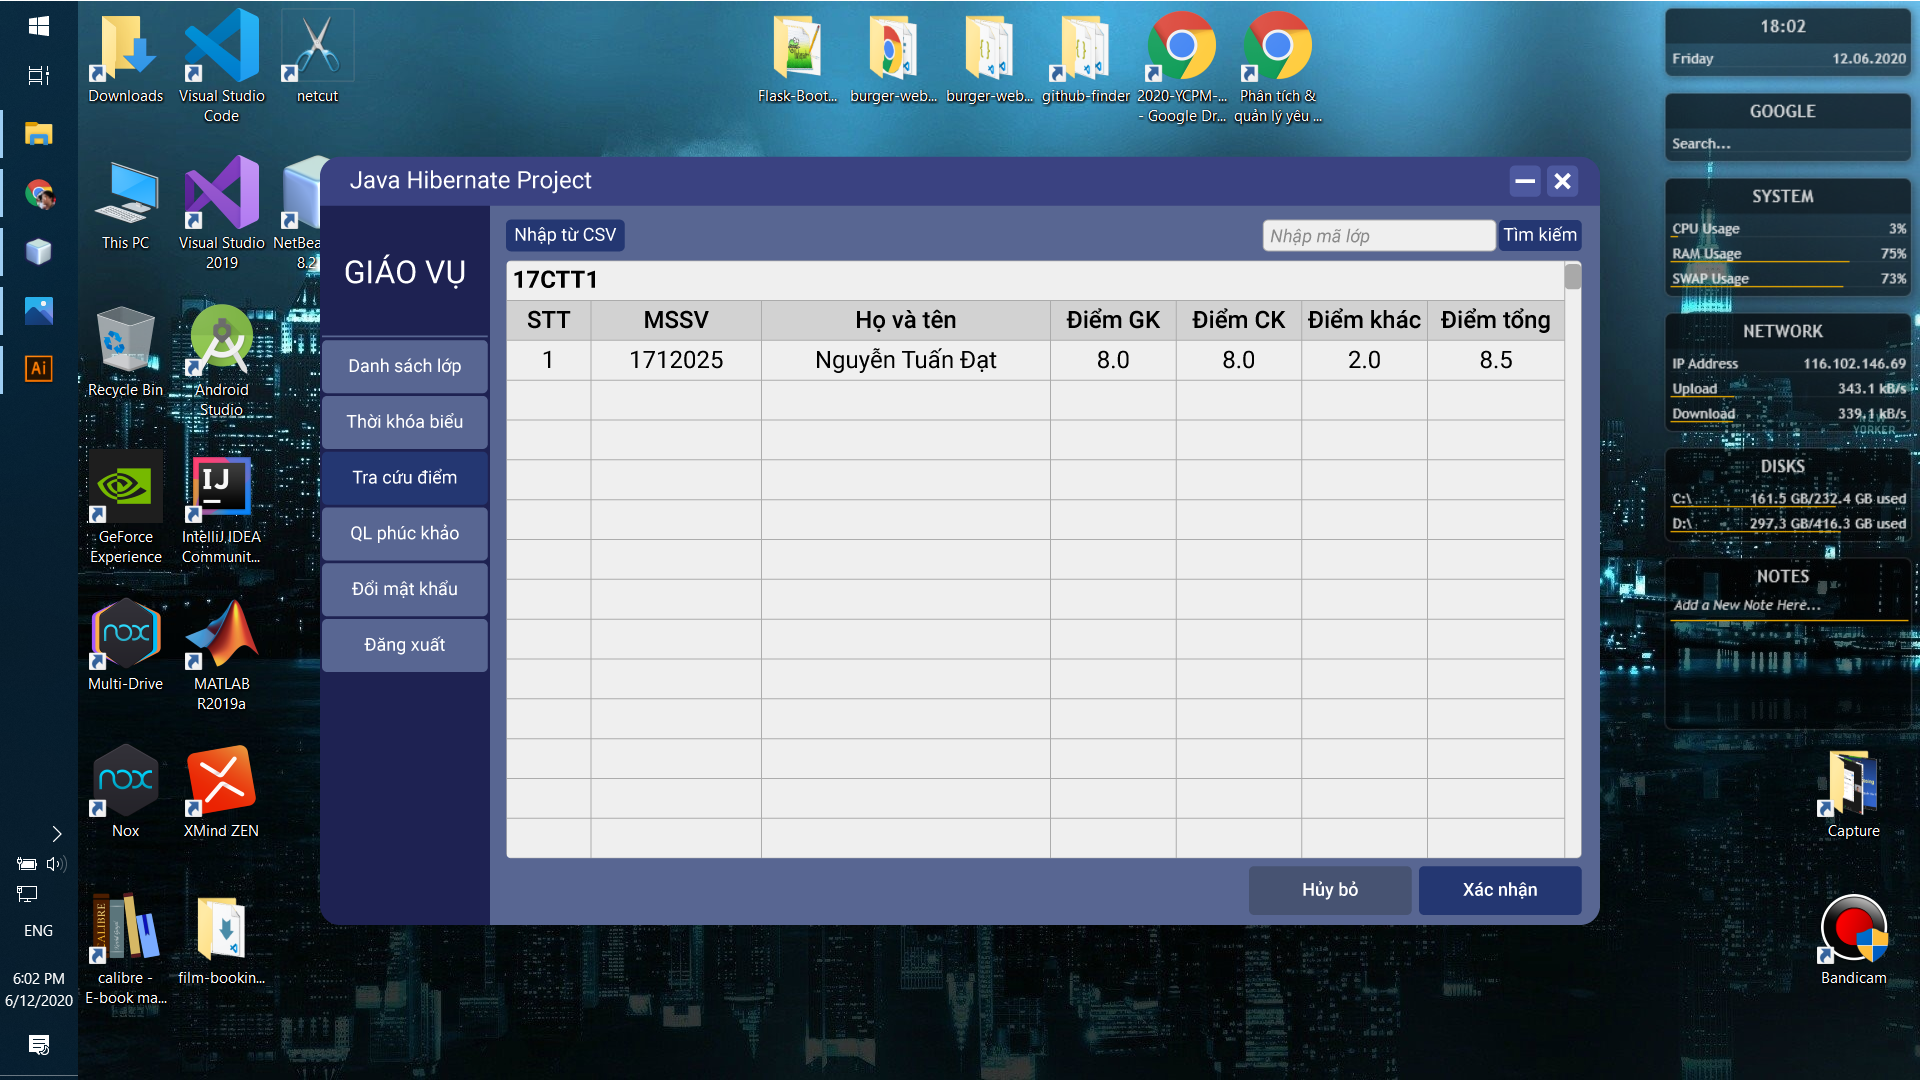 Downloads
Visual Studio
Code
netcut
This PC
Visual Studio
2019
NetBea
8.2
Recycle Bin
Android
Studio
GeForce
Experience
IntelliJ IDEA
Communit...
Multi-Drive
MATLAB
R2019a
Nox
XMind ZEN
calibre -
E-book ma...
film-bookin...
Flask-Boot...
burger-web...
burger-web...
github-finder
2020-YCPM-...
- Google Dr...
Phân tích &
quản lý yêu ...
Ai
IJ
nox
nox
CALIBRE
ENG
6:02 PM
6/12/2020
Java Hibernate Project
GIÁO VỤ
Danh sách lớp
Thời khóa biểu
Tra cứu điểm
QL phúc khảo
Đổi mật khẩu
Đăng xuất
Nhập từ CSV
Nhập mã lớp
Tìm kiếm
17CTT1
STT MSSV Họ và tên Điểm GK Điểm CK Điểm khác Điểm tổng
1 1712025 Nguyễn Tuấn Đạt 8.0 8.0 2.0 8.5
Hủy bỏ
Xác nhận
18:02
Friday 12.06.2020
GOOGLE
Search...
SYSTEM
CPU Usage 3%
RAM Usage 75%
SWAP Usage 73%
NETWORK
IP Address 116.102.146.69
Upload 343.1 kB/s
Download 339.1 kB/s
YORKER
DISKS
C:\ 161.5 GB/232.4 GB used
D:\ 297.3 GB/416.3 GB used
NOTES
Add a New Note Here...
Capture
Bandicam